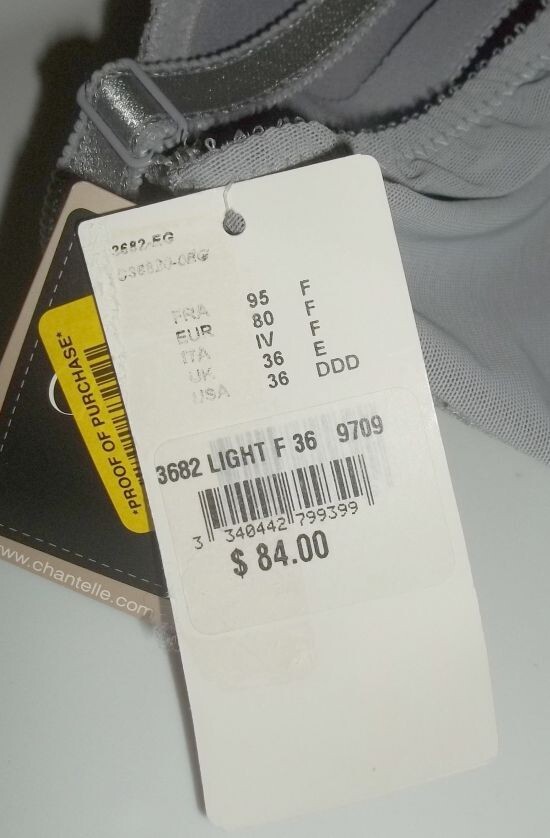 3682-EG
FRA 95 F
EUR 80 F
ITA IV F
UK 36 E
USA 36 DDD
3682 LIGHT F 36 9709
3 340442 799399
$ 84.00
*PROOF OF PURCHASE*
www.chantelle.com